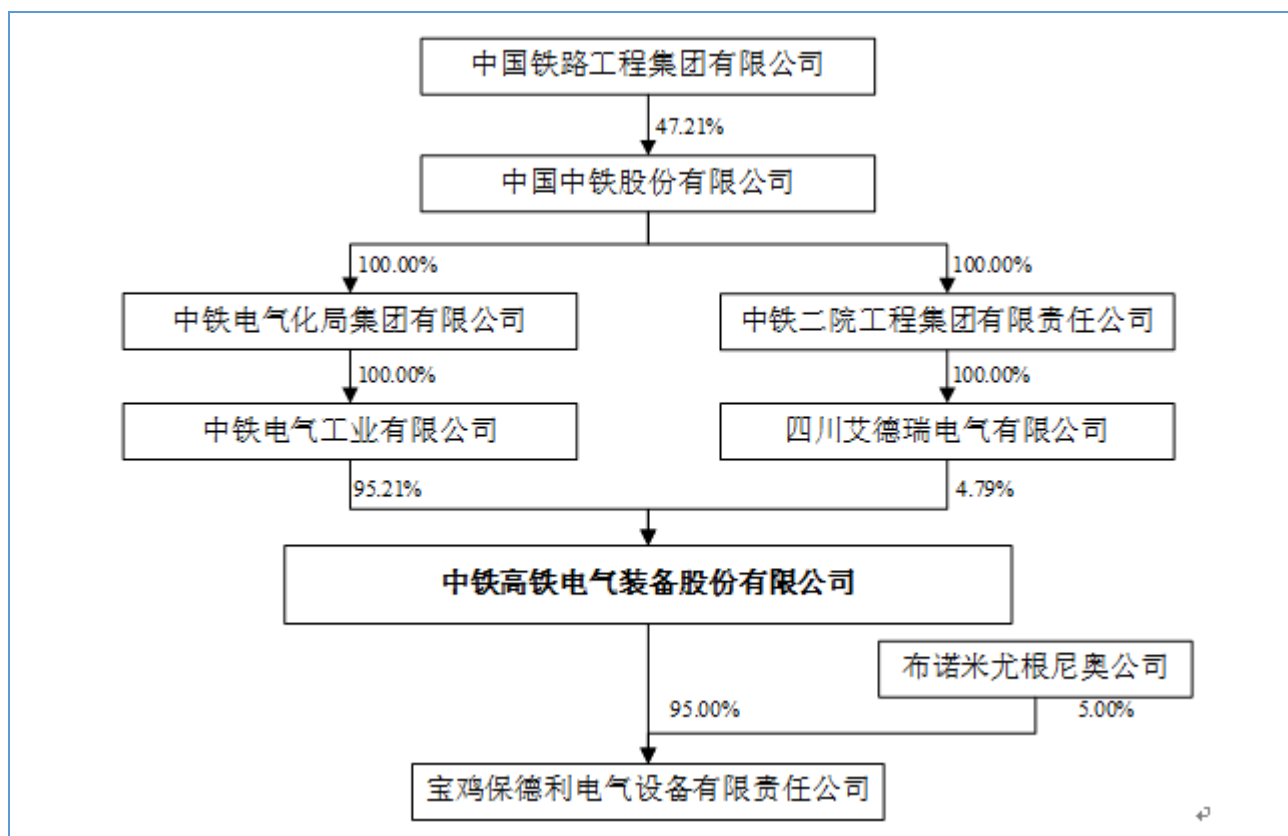 中国铁路工程集团有限公司
47.21%
中国中铁股份有限公司
100.00%
100.00%
中铁电气化局集团有限公司
中铁二院工程集团有限责任公司
100.00%
100.00%
中铁电气工业有限公司
四川艾德瑞电气有限公司
95.21%
4.79%
中铁高铁电气装备股份有限公司
布诺米尤根尼奥公司
95.00%
5.00%
宝鸡保德利电气设备有限责任公司